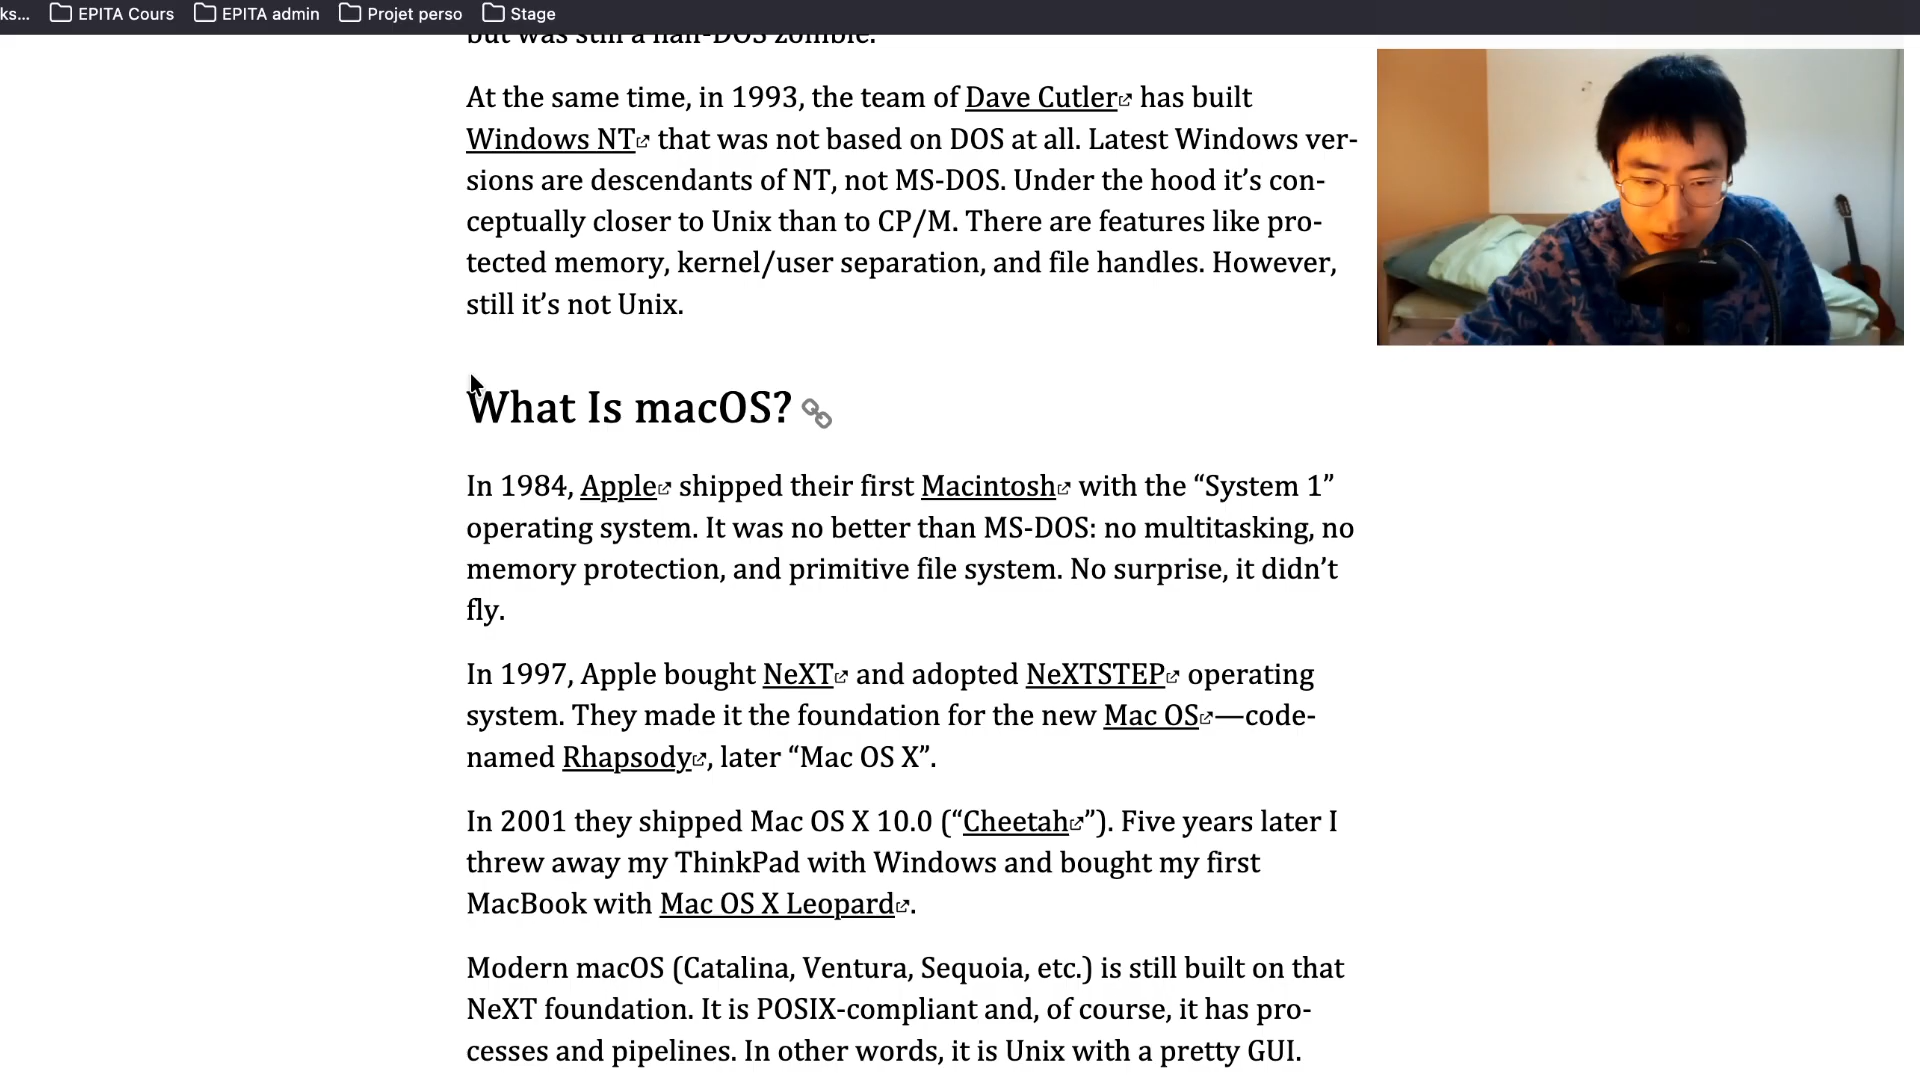 ks... EPITA Cours EPITA admin Projet perso Stage
but was still a half-DOS zombie.
At the same time, in 1993, the team of Dave Cutler has built
Windows NT that was not based on DOS at all. Latest Windows ver-
sions are descendants of NT, not MS-DOS. Under the hood it’s con-
ceptually closer to Unix than to CP/M. There are features like pro-
tected memory, kernel/user separation, and file handles. However,
still it’s not Unix.
What Is macOS?
In 1984, Apple shipped their first Macintosh with the “System 1”
operating system. It was no better than MS-DOS: no multitasking, no
memory protection, and primitive file system. No surprise, it didn’t
fly.
In 1997, Apple bought NeXT and adopted NeXTSTEP operating
system. They made it the foundation for the new Mac OS—code-
named Rhapsody, later “Mac OS X”.
In 2001 they shipped Mac OS X 10.0 (“Cheetah”). Five years later I
threw away my ThinkPad with Windows and bought my first
MacBook with Mac OS X Leopard.
Modern macOS (Catalina, Ventura, Sequoia, etc.) is still built on that
NeXT foundation. It is POSIX-compliant and, of course, it has pro-
cesses and pipelines. In other words, it is Unix with a pretty GUI.